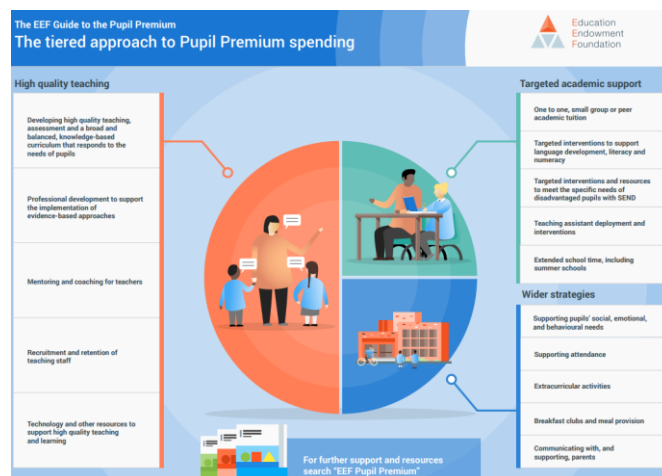 The EEF Guide to the Pupil Premium
The tiered approach to Pupil Premium spending
Education
Endowment
Foundation
High quality teaching
Developing high quality teaching,
assessment and a broad and
balanced, knowledge-based
curriculum that responds to the
needs of pupils
Professional development to support
the implementation of
evidence-based approaches
Mentoring and coaching for teachers
Recruitment and retention of
teaching staff
Technology and other resources to
support high quality teaching
and learning
Targeted academic support
One to one, small group or peer
academic tuition
Targeted interventions to support
language development, literacy and
numeracy
Targeted interventions and resources
to meet the specific needs of
disadvantaged pupils with SEND
Teaching assistant deployment and
interventions
Extended school time, including
summer schools
Wider strategies
Supporting pupils' social, emotional,
and behavioural needs
Supporting attendance
Extracurricular activities
Breakfast clubs and meal provision
Communicating with, and
supporting, parents
For further support and resources
search "EEF Pupil Premium"